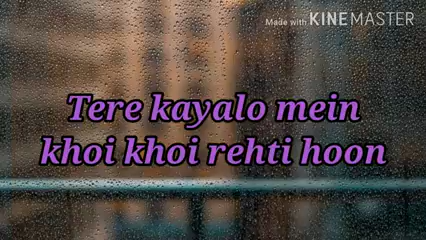 Made with KINEMASTER
Tere kayalo mein
khoi khoi rehti hoon